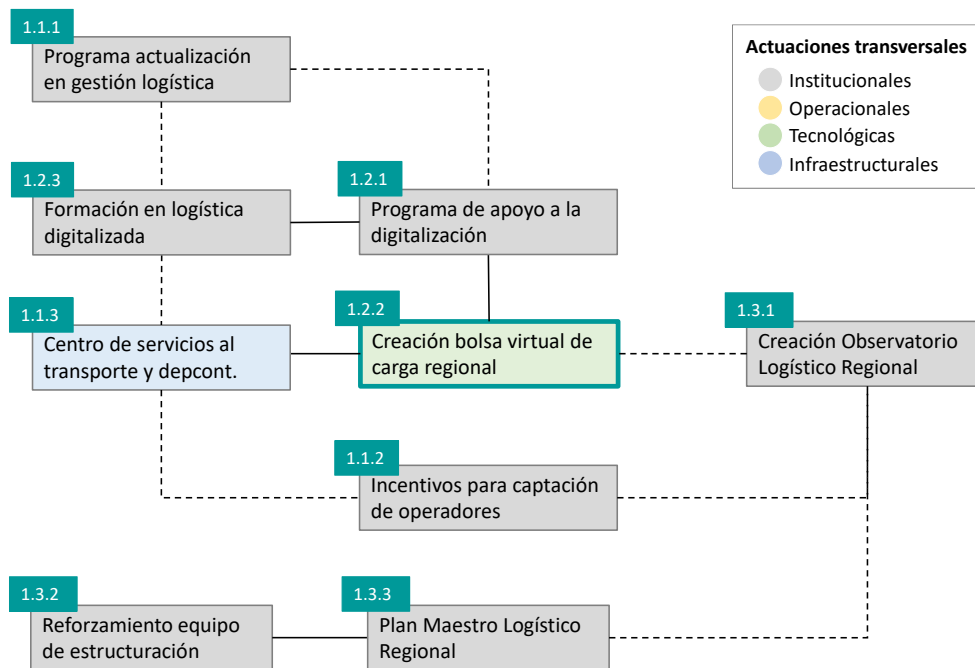 1.1.1
Programa actualización
en gestión logística
Actuaciones transversales
Institucionales
Operacionales
Tecnológicas
Infraestructurales
1.2.3
Formación en logística
digitalizada
1.2.1
Programa de apoyo a la
digitalización
1.1.3
Centro de servicios al
transporte y depcont.
1.2.2
Creación bolsa virtual de
carga regional
1.3.1
Creación Observatorio
Logístico Regional
1.1.2
Incentivos para captación
de operadores
1.3.2
Reforzamiento equipo
de estructuración
1.3.3
Plan Maestro Logístico
Regional